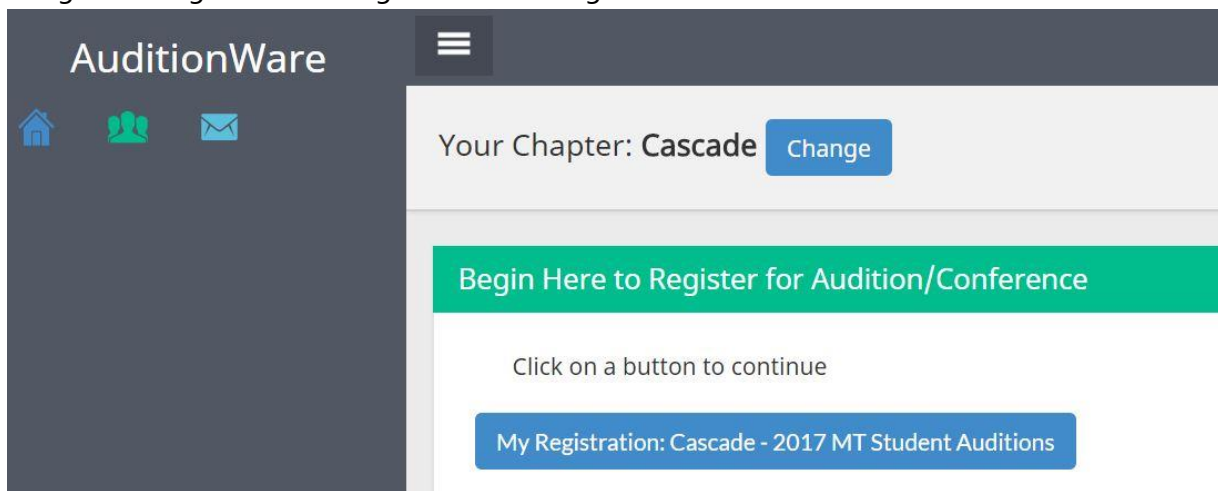 AuditionWare
Your Chapter: Cascade Change
Begin Here to Register for Audition/Conference
Click on a button to continue
My Registration: Cascade - 2017 MT Student Auditions